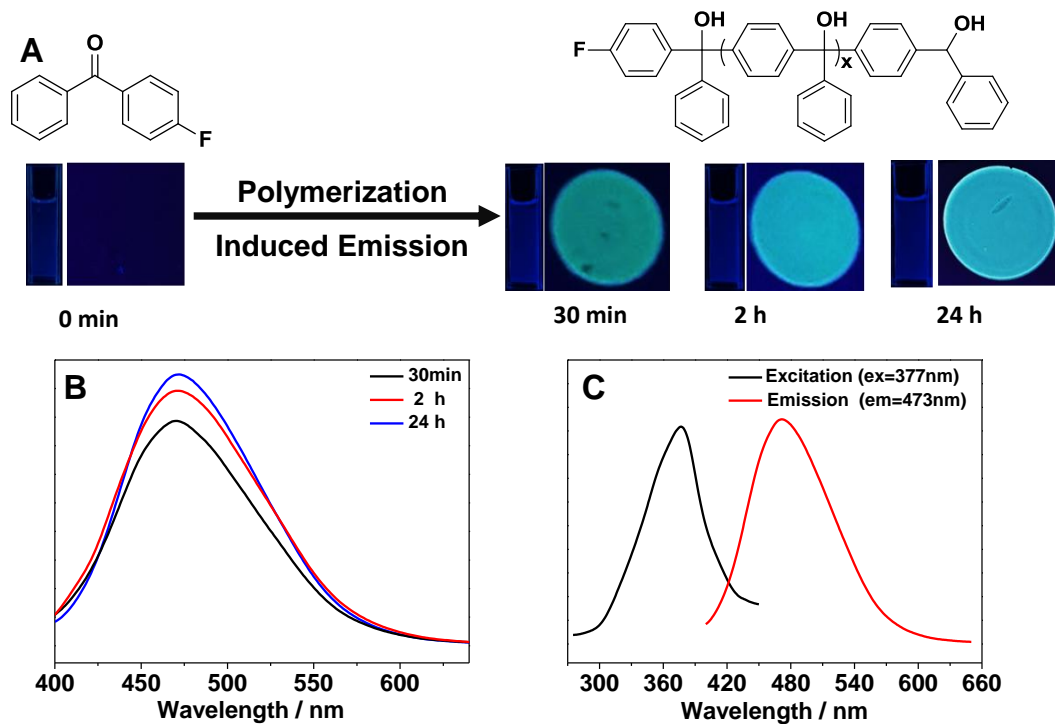 A
O
F
OH
OH
OH
F
x
Polymerization
Induced Emission
0 min
30 min
2 h
24 h
B
30min
2 h
24 h
400 450 500 550 600
Wavelength / nm
C
Excitation (ex=377nm)
Emission (em=473nm)
300 360 420 480 540 600 660
Wavelength / nm